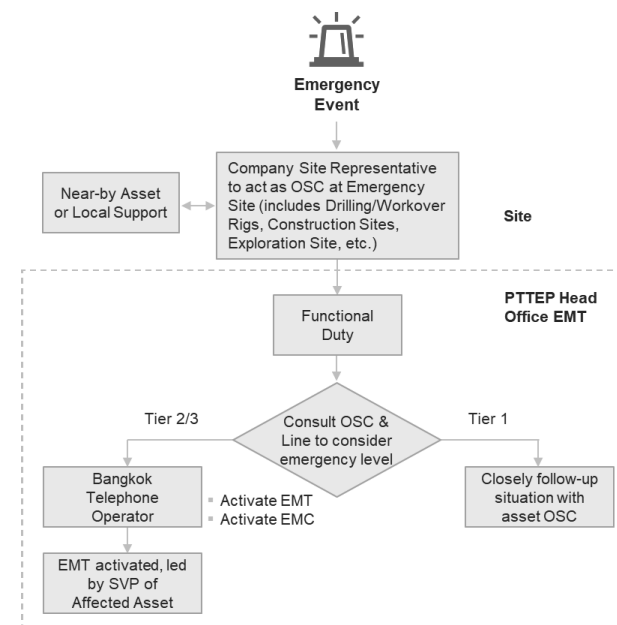 Emergency
Event
Company Site Representative
to act as OSC at Emergency
Site (includes Drilling/Workover
Rigs, Construction Sites,
Exploration Site, etc.)
Near-by Asset
or Local Support
Site
PTTEP Head
Office EMT
Functional
Duty
Consult OSC &
Line to consider
emergency level
Tier 2/3
Tier 1
Bangkok
Telephone
Operator
▪ Activate EMT
▪ Activate EMC
Closely follow-up
situation with
asset OSC
EMT activated, led
by SVP of
Affected Asset